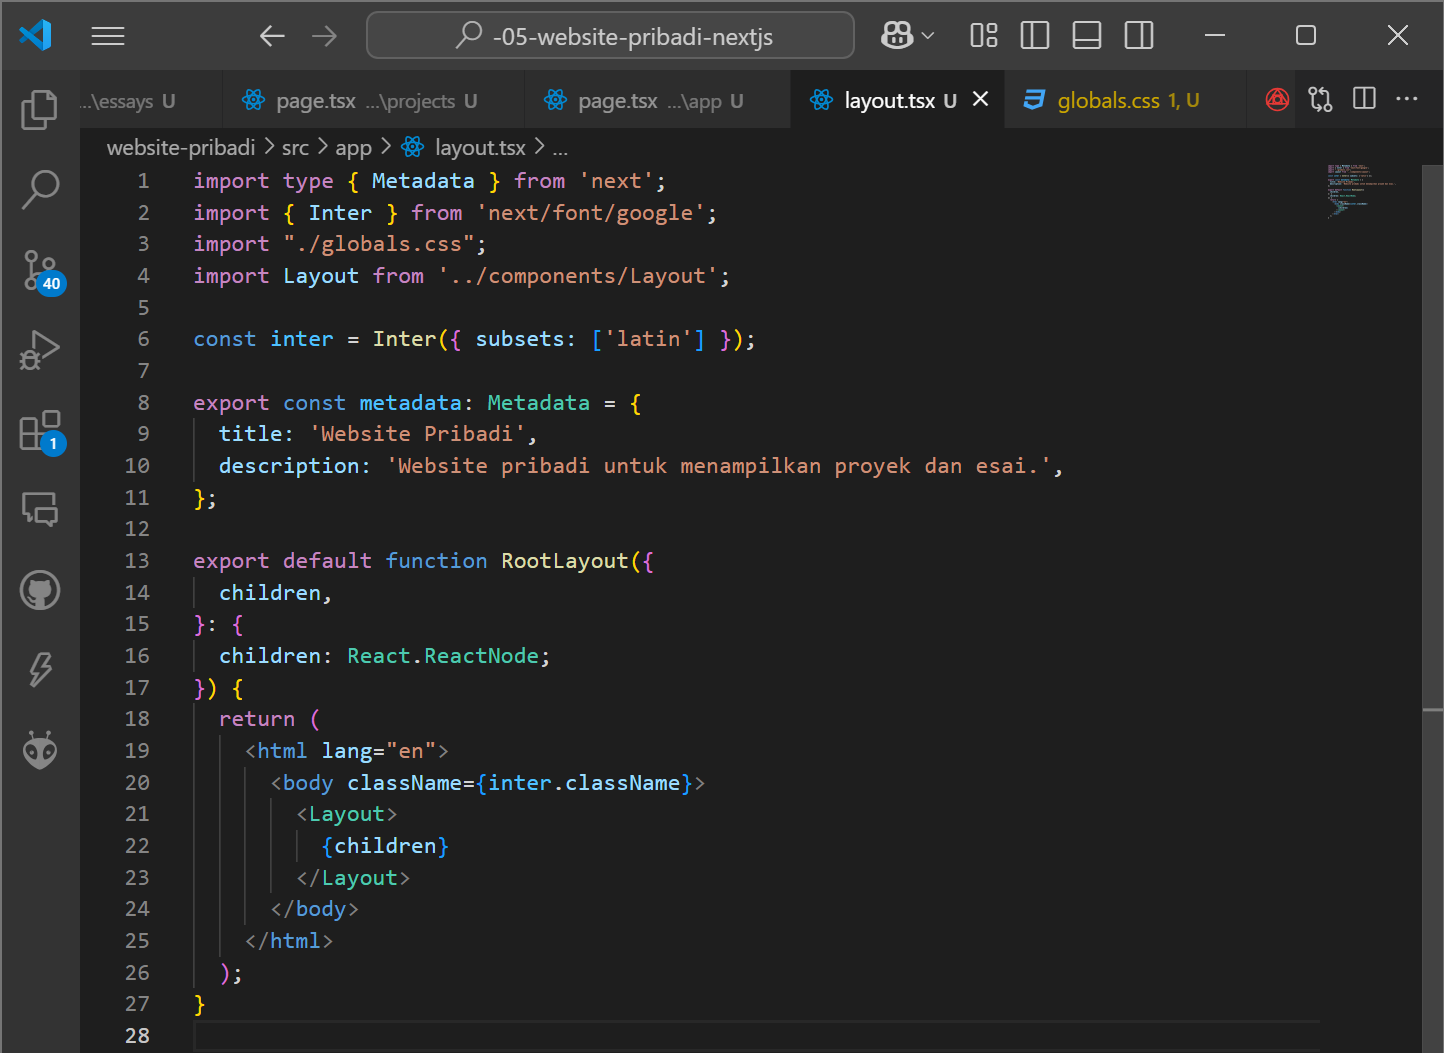 -05-website-pribadi-nextjs
...\essays U
page.tsx ...\projects U
page.tsx ...\app U
layout.tsx U
globals.css 1, U
website-pribadi > src > app > layout.tsx > ...
40
1
1 import type { Metadata } from 'next';
2 import { Inter } from 'next/font/google';
3 import "./globals.css";
4 import Layout from '../components/Layout';
5
6 const inter = Inter({ subsets: ['latin'] });
7
8 export const metadata: Metadata = {
9   title: 'Website Pribadi',
10   description: 'Website pribadi untuk menampilkan proyek dan esai.',
11 };
12
13 export default function RootLayout({
14   children,
15 }: {
16   children: React.ReactNode;
17 }) {
18   return (
19     <html lang="en">
20       <body className={inter.className}>
21         <Layout>
22           {children}
23         </Layout>
24       </body>
25     </html>
26   );
27 }
28